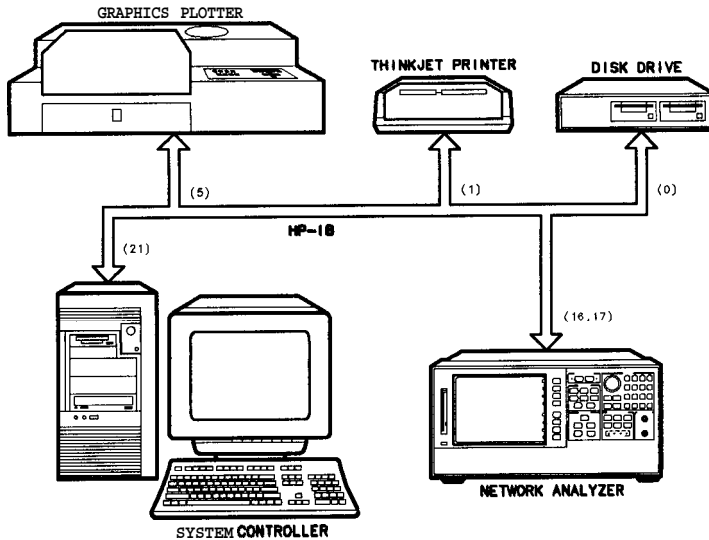 GRAPHICS PLOTTER
THINKJET PRINTER
DISK DRIVE
(5)
(1)
(0)
HP-IB
(21)
(16,17)
NETWORK ANALYZER
SYSTEM CONTROLLER